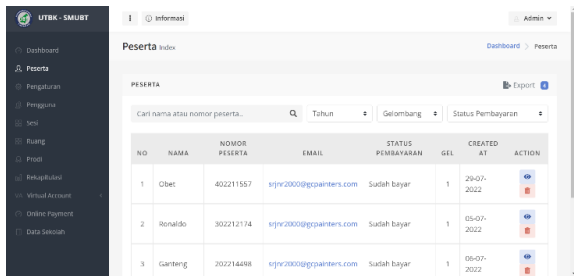 UTBK - SMUBT
Informasi
Admin
Dashboard
Peserta
Pengaturan
Pengguna
Sesi
Ruang
Prodi
Rekapitulasi
Virtual Account
Online Payment
Data Sekolah
Peserta Index
Dashboard > Peserta
PESERTA
Export 4
Cari nama atau nomor peserta..
Tahun
Gelombang
Status Pembayaran
NO NAMA NOMOR PESERTA EMAIL STATUS PEMBAYARAN GEL CREATED AT ACTION
1 Obet 402211557 srjnr2000@gcpainters.com Sudah bayar 1 29-07-2022
2 Ronaldo 302212174 srjnr2000@gcpainters.com Sudah bayar 1 05-07-2022
3 Ganteng 202214498 srjnr2000@gcpainters.com Sudah bayar 1 06-07-2022